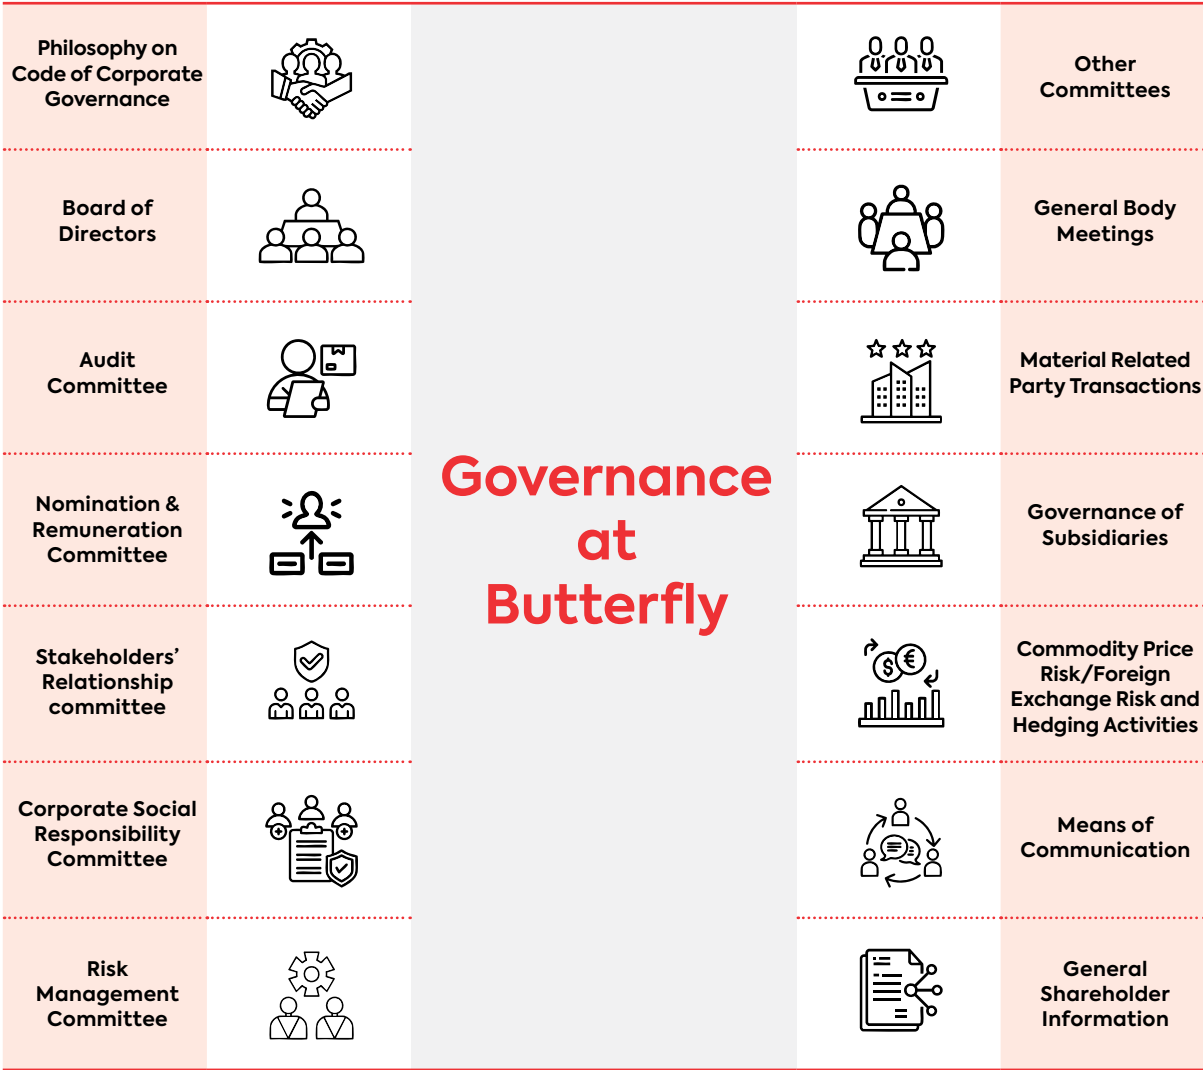 Philosophy on
Code of Corporate
Governance
Board of
Directors
Audit
Committee
Nomination &
Remuneration
Committee
Stakeholders’
Relationship
committee
Corporate Social
Responsibility
Committee
Risk
Management
Committee
Governance
at
Butterfly
Other
Committees
General Body
Meetings
Material Related
Party Transactions
Governance of
Subsidiaries
$ €
Commodity Price
Risk/Foreign
Exchange Risk and
Hedging Activities
Means of
Communication
General
Shareholder
Information